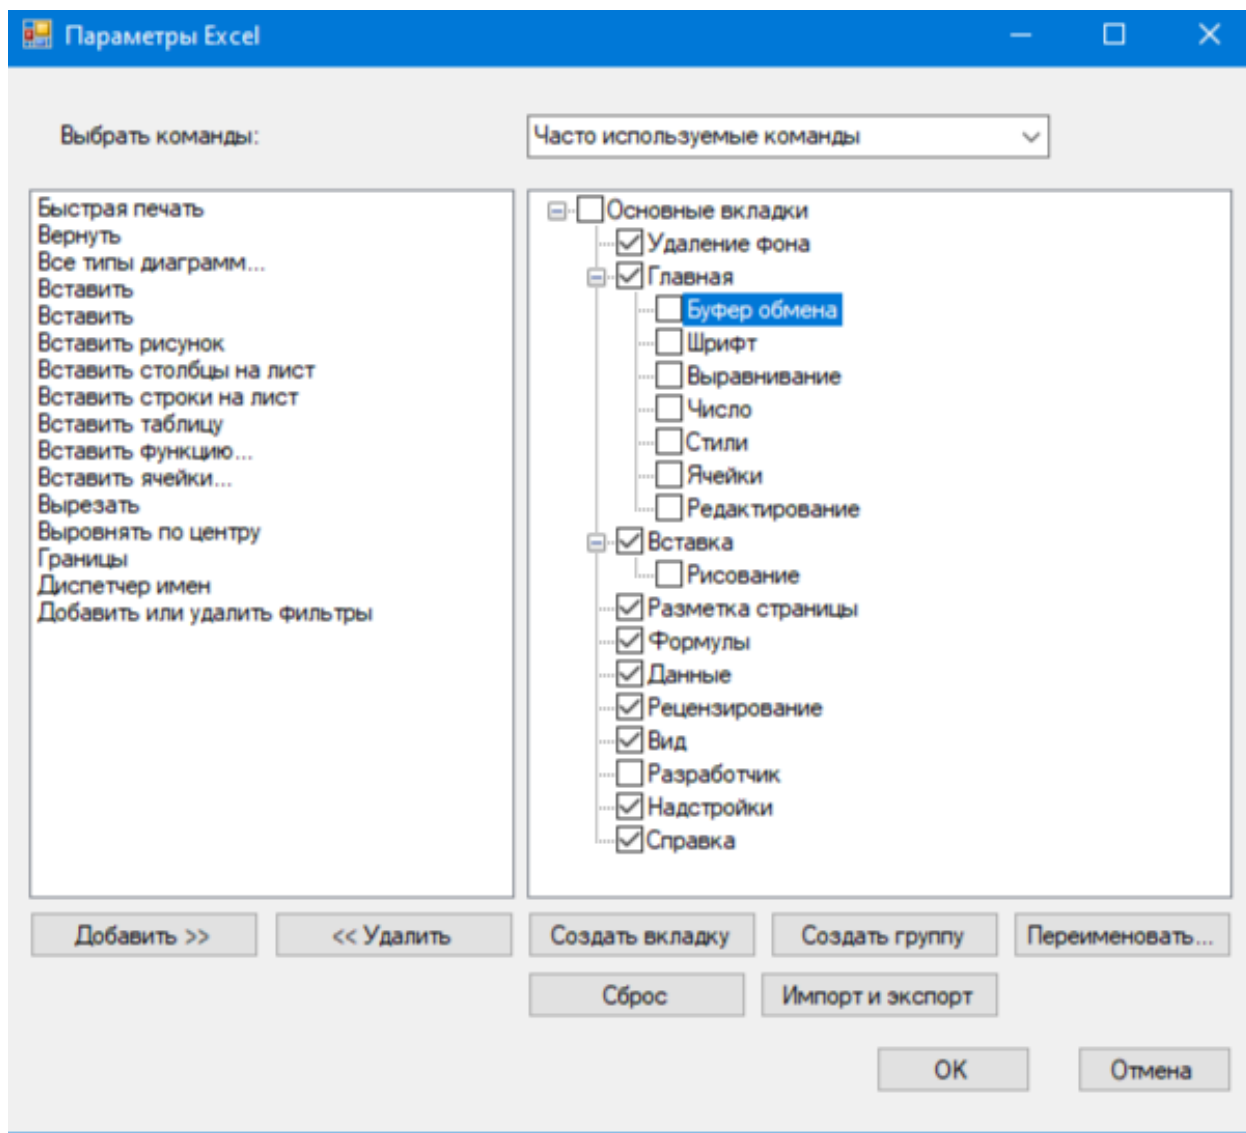 Параметры Excel
Выбрать команды:
Часто используемые команды
Быстрая печать
Вернуть
Все типы диаграмм...
Вставить
Вставить
Вставить рисунок
Вставить столбцы на лист
Вставить строки на лист
Вставить таблицу
Вставить функцию...
Вставить ячейки...
Вырезать
Выровнять по центру
Границы
Диспетчер имен
Добавить или удалить фильтры
Основные вкладки
Удаление фона
Главная
Буфер обмена
Шрифт
Выравнивание
Число
Стили
Ячейки
Редактирование
Вставка
Рисование
Разметка страницы
Формулы
Данные
Рецензирование
Вид
Разработчик
Надстройки
Справка
Добавить >>
<< Удалить
Создать вкладку
Создать группу
Переименовать...
Сброс
Импорт и экспорт
OK
Отмена